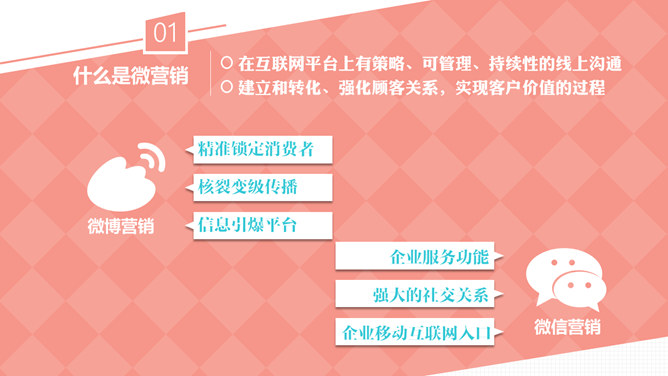 01
什么是微营销
在互联网平台上有策略、可管理、持续性的线上沟通
建立和转化、强化顾客关系，实现客户价值的过程
精准锁定消费者
核裂变级传播
信息引爆平台
微博营销
企业服务功能
强大的社交关系
企业移动互联网入口
微信营销